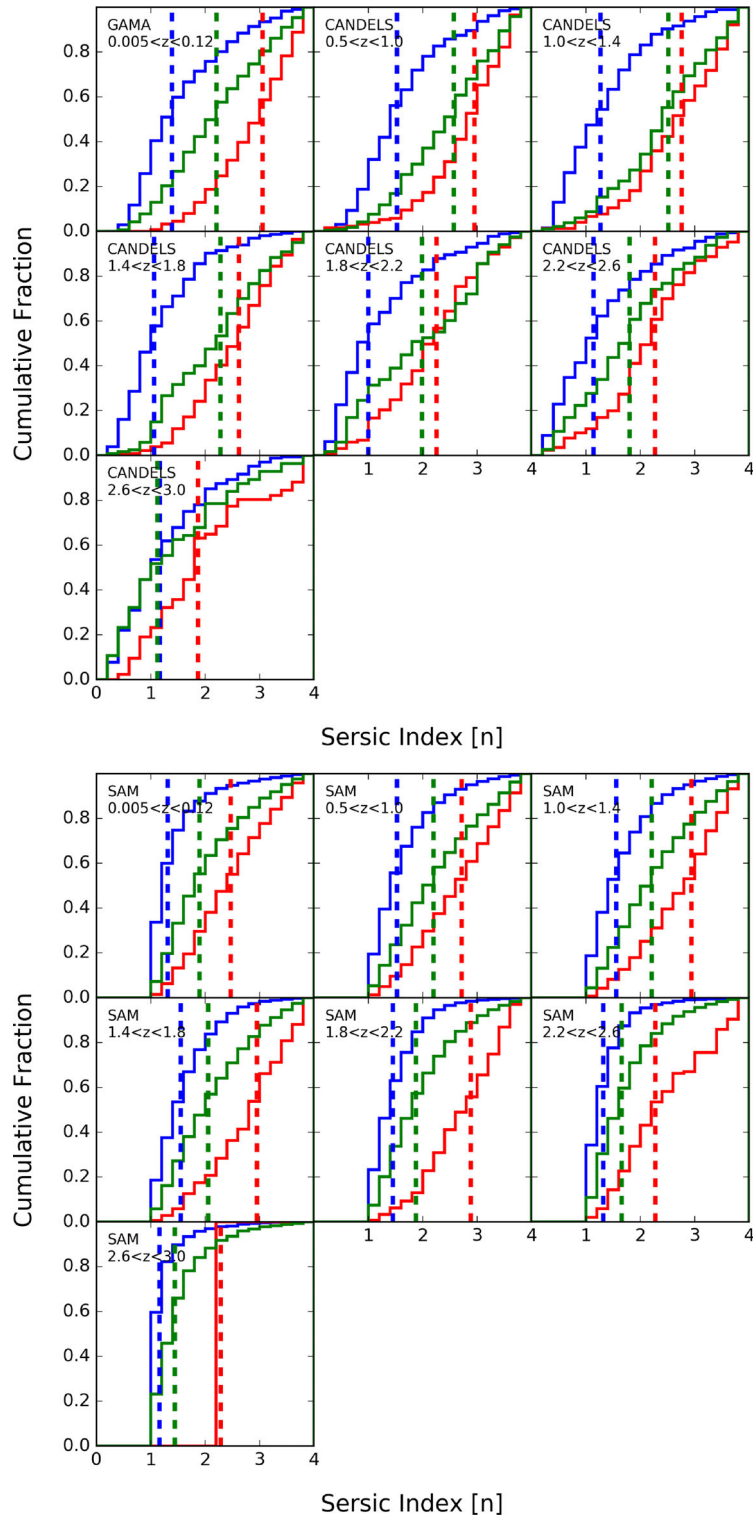 GAMA
0.005<z<0.12
CANDELS
0.5<z<1.0
CANDELS
1.0<z<1.4
1.0
0.8
0.6
0.4
0.2
0.0
CANDELS
1.4<z<1.8
CANDELS
1.8<z<2.2
CANDELS
2.2<z<2.6
0.8
0.6
0.4
0.2
0.0
1 2 3 4 1 2 3 4
CANDELS
2.6<z<3.0
0.8
0.6
0.4
0.2
0.0
0 1 2 3 4
Cumulative Fraction
Sersic Index [n]
SAM
0.005<z<0.12
SAM
0.5<z<1.0
SAM
1.0<z<1.4
0.8
0.6
0.4
0.2
0.0
SAM
1.4<z<1.8
SAM
1.8<z<2.2
SAM
2.2<z<2.6
0.8
0.6
0.4
0.2
0.0
1 2 3 4 1 2 3 4
SAM
2.6<z<3.0
0.8
0.6
0.4
0.2
0.0
0 1 2 3 4
Cumulative Fraction
Sersic Index [n]